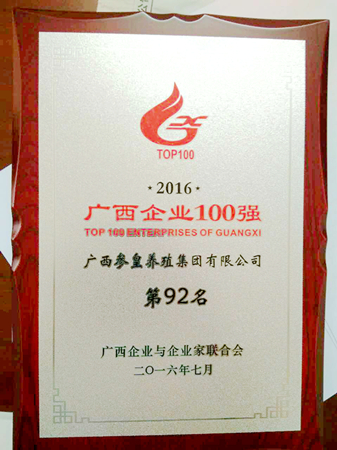 TOP100
·2016·
广西企业100强
TOP 100 ENTERPRISES OF GUANGXI
广西参皇养殖集团有限公司
第92名
广西企业与企业家联合会
二〇一六年七月